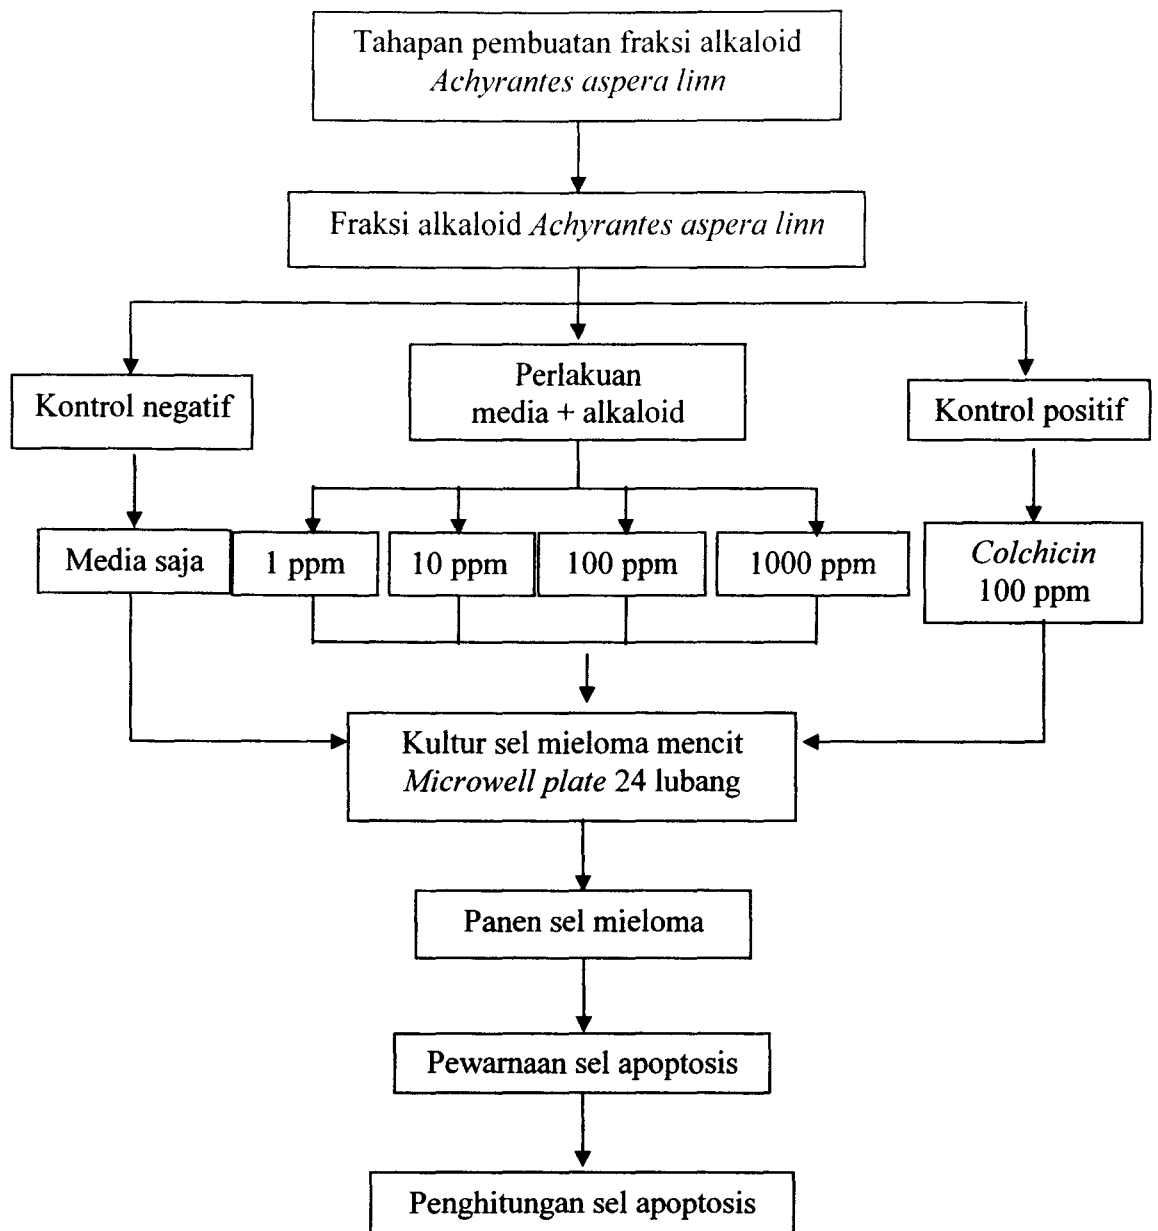 Tahapan pembuatan fraksi alkaloid
Achyrantes aspera linn
Fraksi alkaloid Achyrantes aspera linn
Kontrol negatif
Perlakuan
media + alkaloid
Kontrol positif
Media saja
1 ppm
10 ppm
100 ppm
1000 ppm
Colchicin
100 ppm
Kultur sel mieloma mencit
Microwell plate 24 lubang
Panen sel mieloma
Pewarnaan sel apoptosis
Penghitungan sel apoptosis